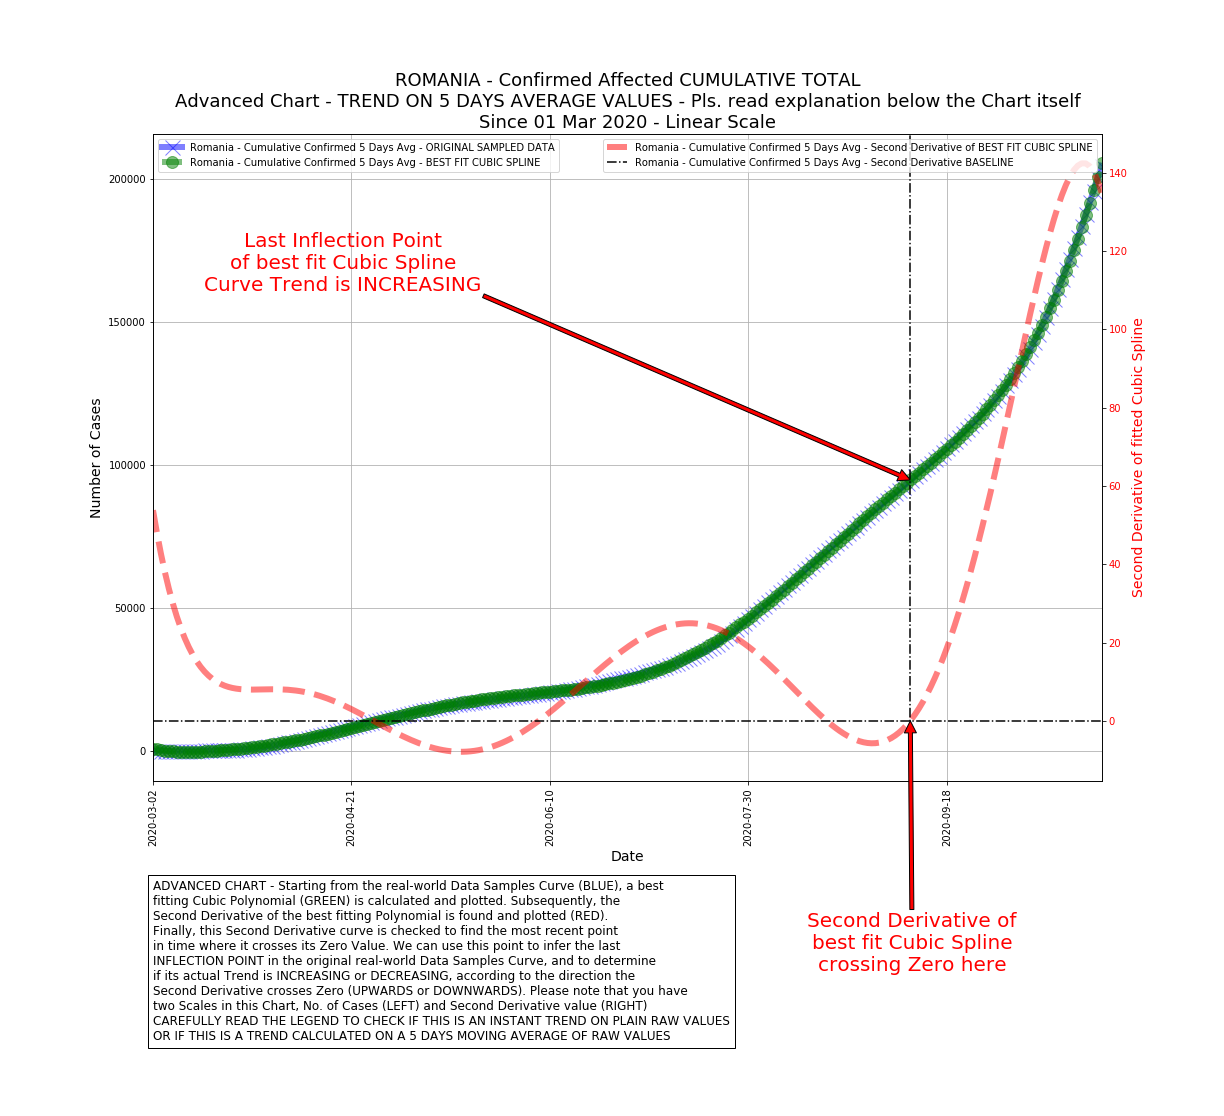 ROMANIA - Confirmed Affected CUMULATIVE TOTAL
Advanced Chart - TREND ON 5 DAYS AVERAGE VALUES - Pls. read explanation below the Chart itself
Since 01 Mar 2020 - Linear Scale
Romania - Cumulative Confirmed 5 Days Avg - ORIGINAL SAMPLED DATA
Romania - Cumulative Confirmed 5 Days Avg - BEST FIT CUBIC SPLINE
Romania - Cumulative Confirmed 5 Days Avg - Second Derivative of BEST FIT CUBIC SPLINE
Romania - Cumulative Confirmed 5 Days Avg - Second Derivative BASELINE
Last Inflection Point
of best fit Cubic Spline
Curve Trend is INCREASING
Number of Cases
200000
150000
100000
50000
0
140
120
100
80
60
40
20
0
Second Derivative of fitted Cubic Spline
2020-03-02
2020-04-21
2020-06-10
2020-07-30
2020-09-18
Date
Second Derivative of
best fit Cubic Spline
crossing Zero here
ADVANCED CHART - Starting from the real-world Data Samples Curve (BLUE), a best
fitting Cubic Polynomial (GREEN) is calculated and plotted. Subsequently, the
Second Derivative of the best fitting Polynomial is found and plotted (RED).
Finally, this Second Derivative curve is checked to find the most recent point
in time where it crosses its Zero Value. We can use this point to infer the last
INFLECTION POINT in the original real-world Data Samples Curve, and to determine
if its actual Trend is INCREASING or DECREASING, according to the direction the
Second Derivative crosses Zero (UPWARDS or DOWNWARDS). Please note that you have
two Scales in this Chart, No. of Cases (LEFT) and Second Derivative value (RIGHT)
CAREFULLY READ THE LEGEND TO CHECK IF THIS IS AN INSTANT TREND ON PLAIN RAW VALUES
OR IF THIS IS A TREND CALCULATED ON A 5 DAYS MOVING AVERAGE OF RAW VALUES